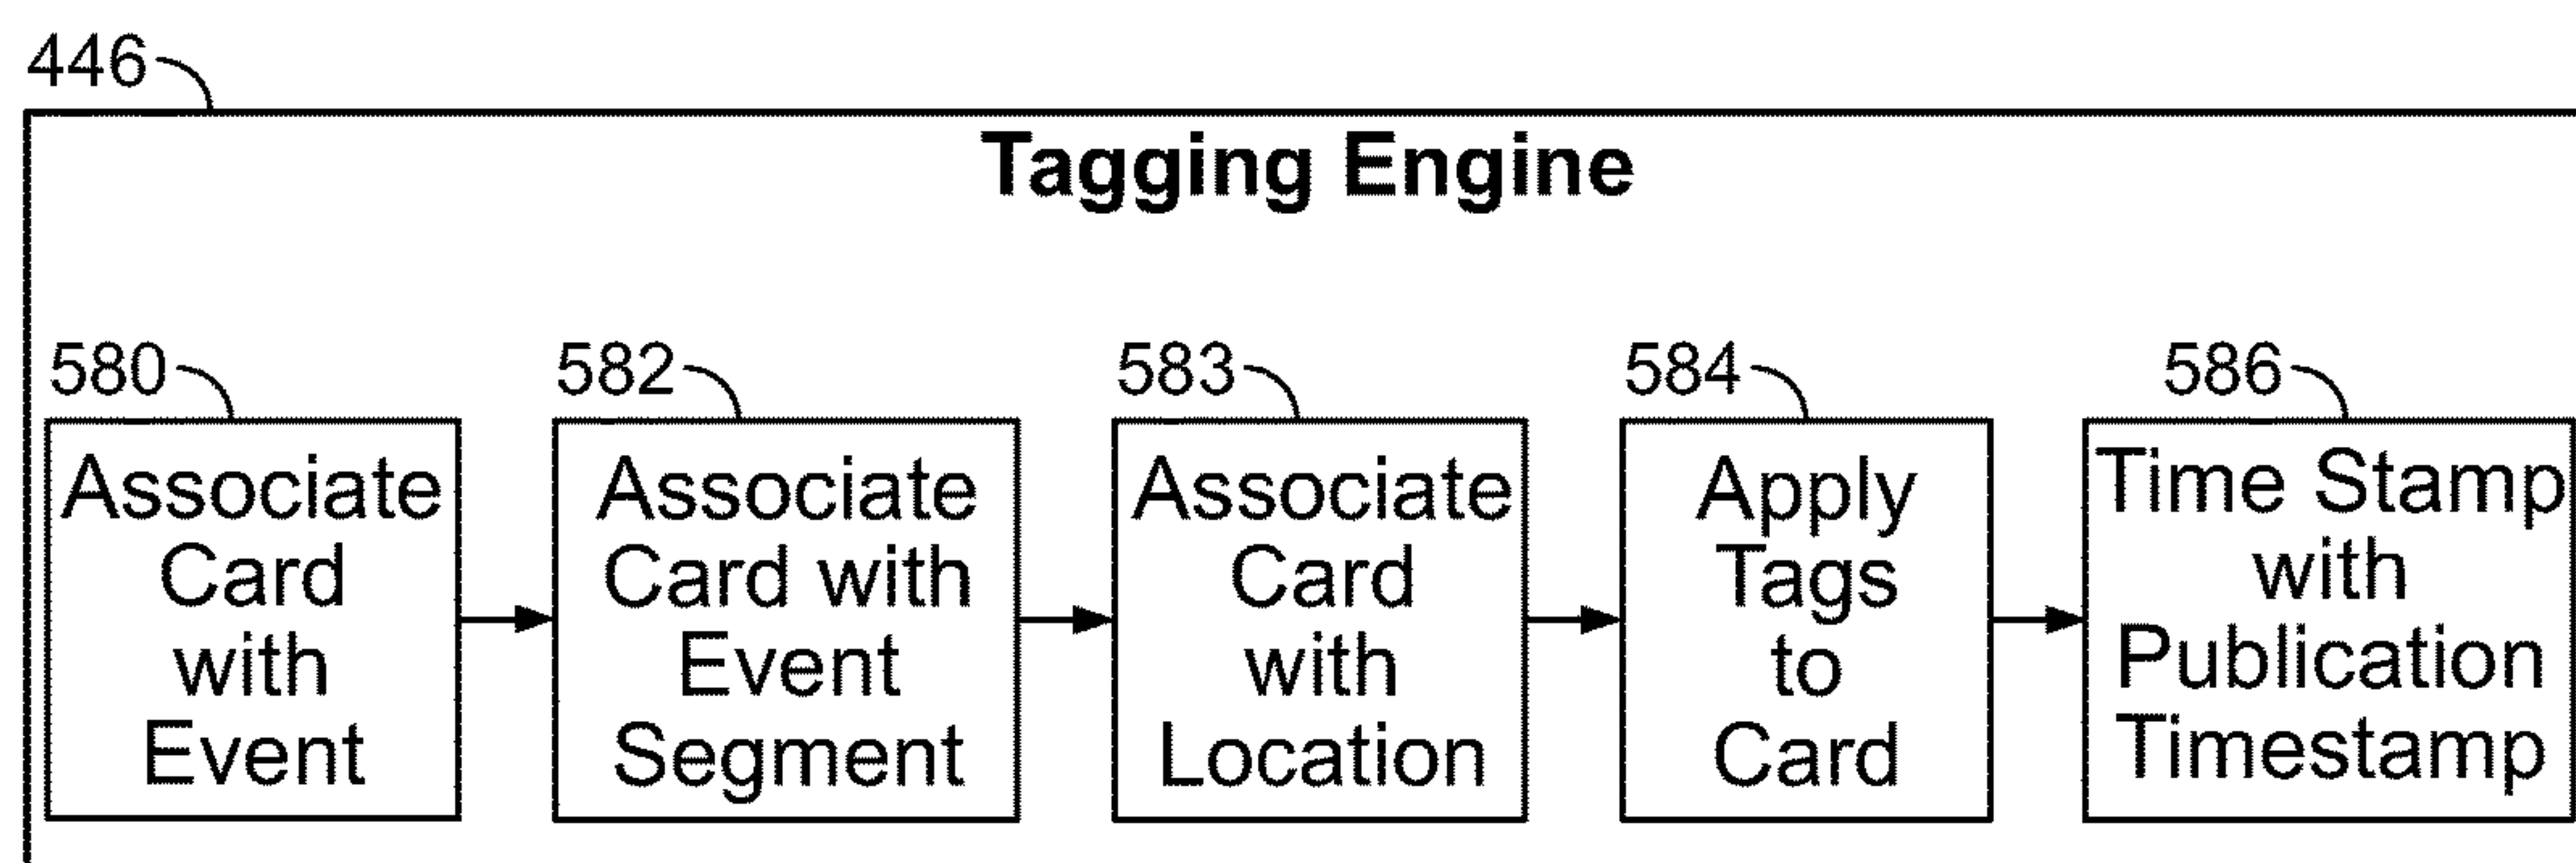 446
Tagging Engine
580
582
583
584
586
Associate
Card
with
Event
Associate
Card with
Event
Segment
Associate
Card
with
Location
Apply
Tags
to
Card
Time Stamp
with
Publication
Timestamp